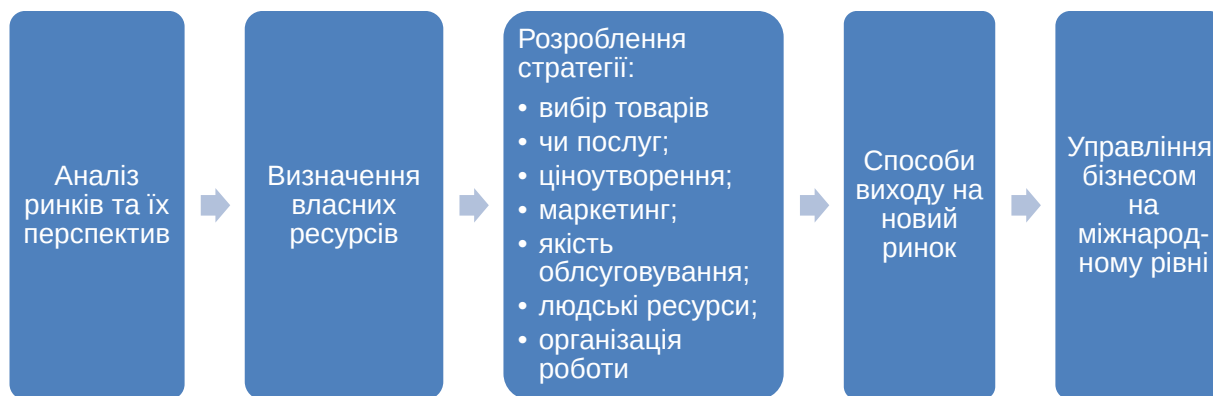 Аналіз
ринків та їх
перспектив
Визначення
власних
ресурсів
Розроблення
стратегії:
• вибір товарів
• чи послуг;
• ціноутворення;
• маркетинг;
• якість
облсуговування;
• людські ресурси;
• організація
роботи
Способи
виходу на
новий
ринок
Управління
бізнесом
на
міжнарод-
ному рівні